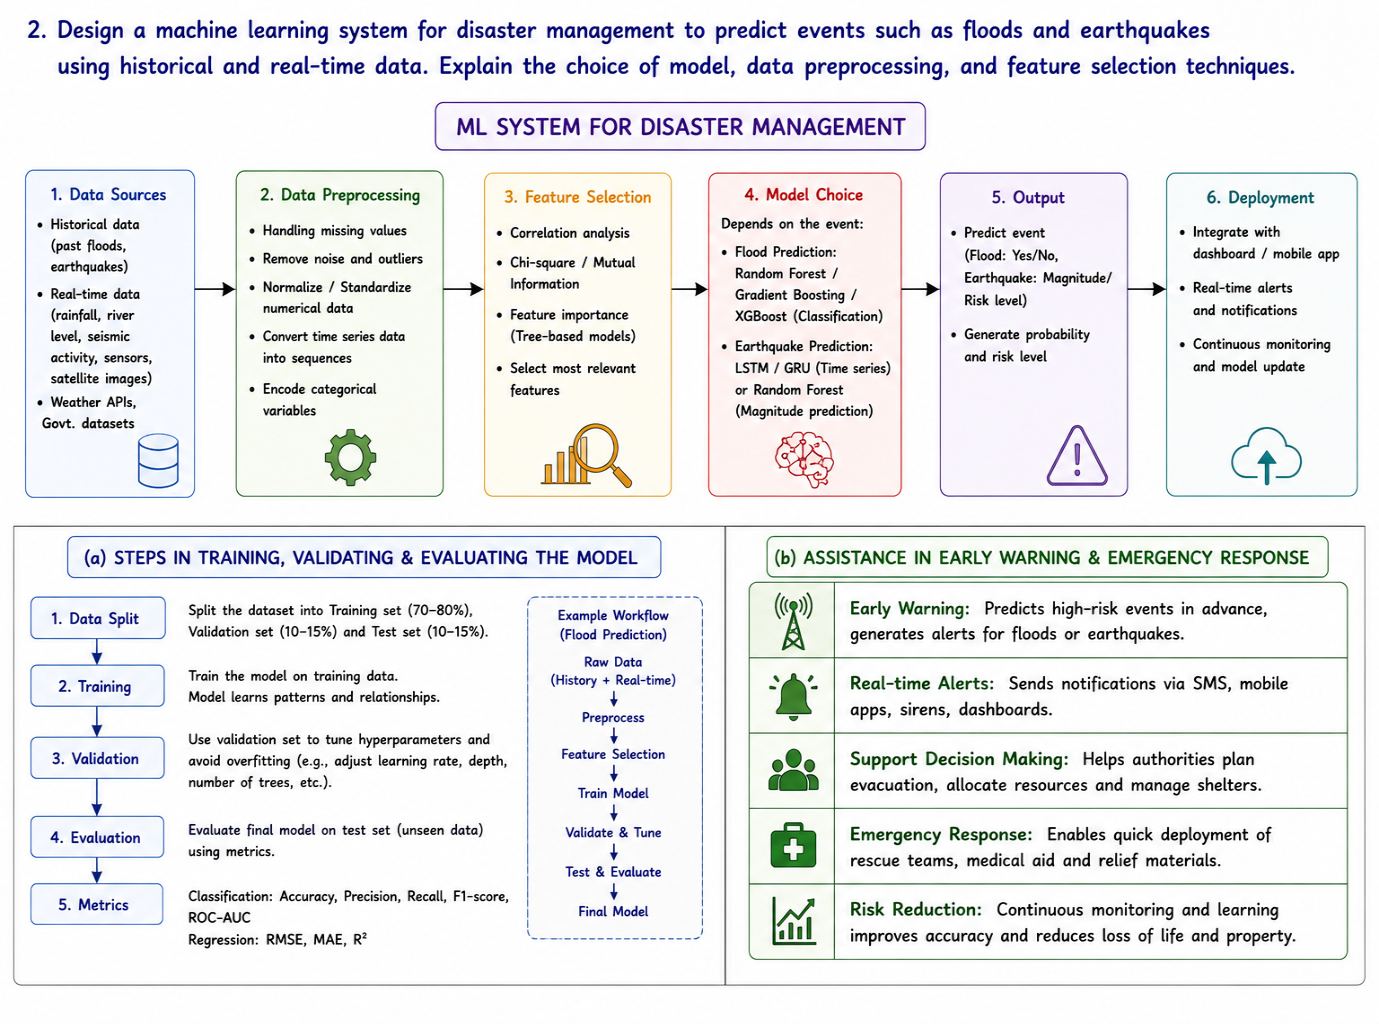 2. Design a machine learning system for disaster management to predict events such as floods and earthquakes
using historical and real-time data. Explain the choice of model, data preprocessing, and feature selection techniques.
ML SYSTEM FOR DISASTER MANAGEMENT
1. Data Sources
• Historical data
(past floods,
earthquakes)
• Real-time data
(rainfall, river
level, seismic
activity, sensors,
satellite images)
• Weather APIs,
Govt. datasets
2. Data Preprocessing
• Handling missing values
• Remove noise and outliers
• Normalize / Standardize
numerical data
• Convert time series data
into sequences
• Encode categorical
variables
3. Feature Selection
• Correlation analysis
• Chi-square / Mutual
Information
• Feature importance
(Tree-based models)
• Select most relevant
features
4. Model Choice
Depends on the event:
• Flood Prediction:
Random Forest /
Gradient Boosting /
XGBoost (Classification)
• Earthquake Prediction:
LSTM / GRU (Time series)
or Random Forest
(Magnitude prediction)
5. Output
• Predict event
(Flood: Yes/No,
Earthquake: Magnitude/
Risk level)
• Generate probability
and risk level
6. Deployment
• Integrate with
dashboard / mobile app
• Real-time alerts
and notifications
• Continuous monitoring
and model update
(a) STEPS IN TRAINING, VALIDATING & EVALUATING THE MODEL
1. Data Split
Split the dataset into Training set (70-80%),
Validation set (10-15%) and Test set (10-15%).
2. Training
Train the model on training data.
Model learns patterns and relationships.
3. Validation
Use validation set to tune hyperparameters and
avoid overfitting (e.g., adjust learning rate, depth,
number of trees, etc.).
4. Evaluation
Evaluate final model on test set (unseen data)
using metrics.
5. Metrics
Classification: Accuracy, Precision, Recall, F1-score,
ROC-AUC
Regression: RMSE, MAE, R²
Example Workflow
(Flood Prediction)
Raw Data
(History + Real-time)
Preprocess
Feature Selection
Train Model
Validate & Tune
Test & Evaluate
Final Model
(b) ASSISTANCE IN EARLY WARNING & EMERGENCY RESPONSE
Early Warning: Predicts high-risk events in advance,
generates alerts for floods or earthquakes.
Real-time Alerts: Sends notifications via SMS, mobile
apps, sirens, dashboards.
Support Decision Making: Helps authorities plan
evacuation, allocate resources and manage shelters.
Emergency Response: Enables quick deployment of
rescue teams, medical aid and relief materials.
Risk Reduction: Continuous monitoring and learning
improves accuracy and reduces loss of life and property.